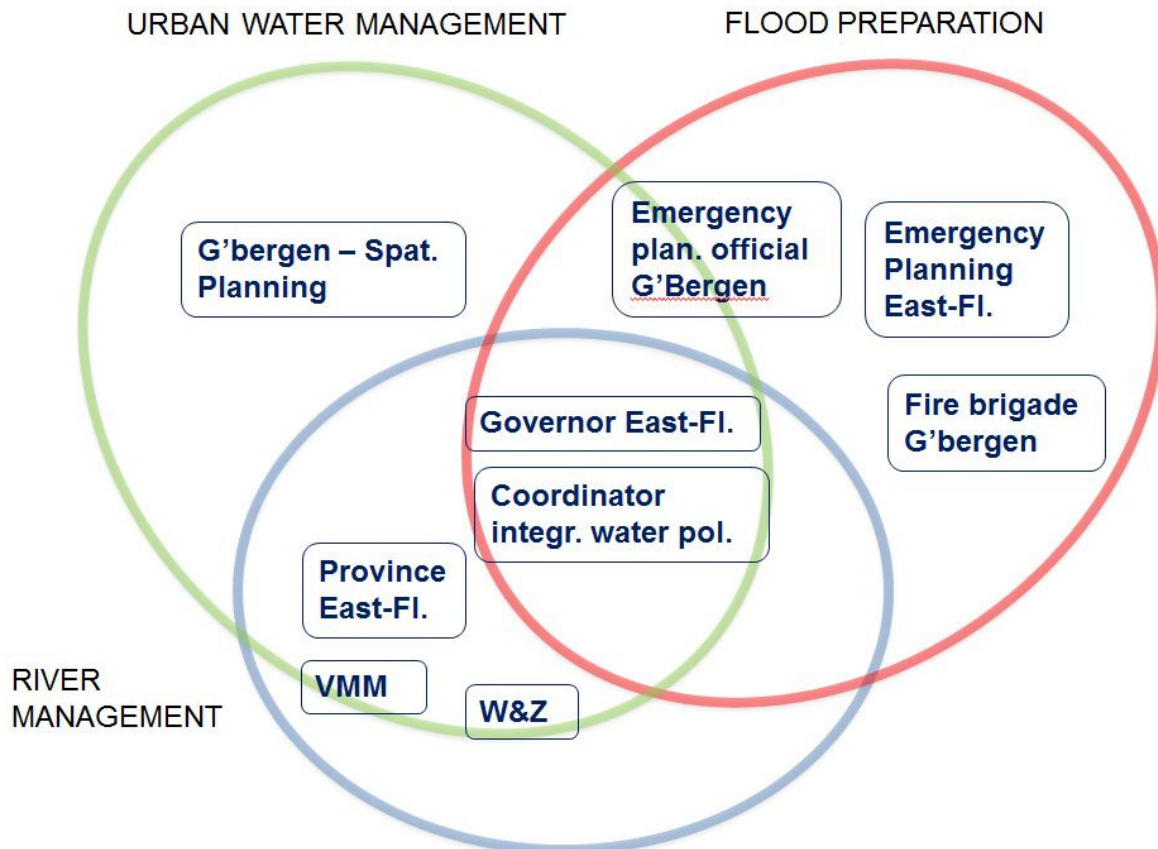 URBAN WATER MANAGEMENT
FLOOD PREPARATION
G’bergen – Spat.
Planning
Emergency
plan. official
G’Bergen
Emergency
Planning
East-Fl.
Fire brigade
G’bergen
Governor East-Fl.
Coordinator
integr. water pol.
Province
East-Fl.
VMM
W&Z
RIVER
MANAGEMENT